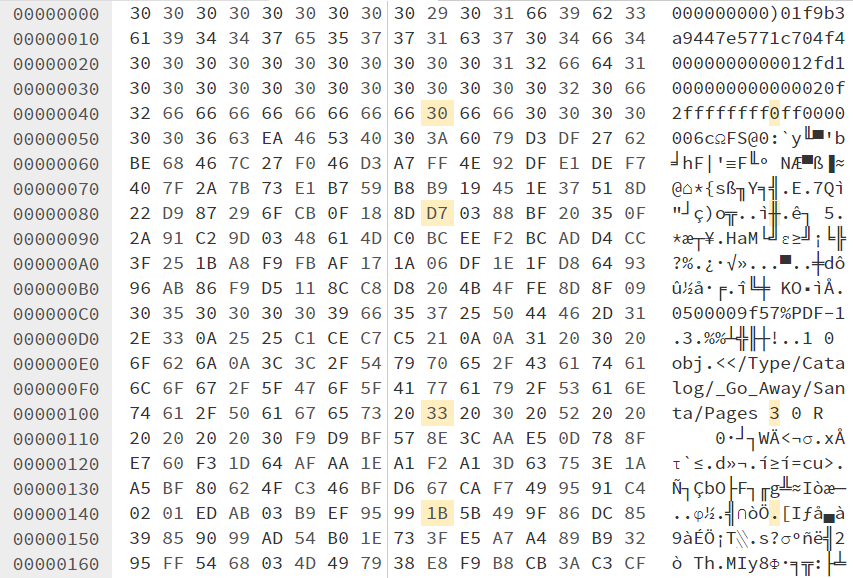 00000000 30 30 30 30 30 30 30 30 30 29 30 31 66 39 62 33 000000000)01f9b3
00000010 61 39 34 34 37 65 35 37 37 31 63 37 30 34 66 34 a9447e5771c704f4
00000020 30 30 30 30 30 30 30 30 30 30 31 32 66 64 31 0000000000012fd1
00000030 30 30 30 30 30 30 30 30 30 30 30 30 32 30 66 000000000000020f
00000040 32 66 66 66 66 66 66 66 66 30 66 66 30 30 30 30 2ffffffff0ff0000
00000050 30 30 36 63 EA 46 53 40 30 3A 60 79 D3 DF 27 62 006cΩFS@0:`y╙▀'b
00000060 BE 68 46 7C 27 F0 46 D3 A7 FF 4E 92 DF E1 DE F7 ╛hF|'≡F╙º NÆ▀ß▐≈
00000070 40 7F 2A 7B 73 E1 B7 59 B8 B9 19 45 1E 37 51 8D @⌂*{sß╖Y╕╣.E.7Qì
00000080 22 D9 87 29 6F CB 0F 18 8D D7 03 88 BF 20 35 0F "┘ç)o╦..ì╫.ê┐ 5.
00000090 2A 91 C2 9D 03 48 61 4D C0 BC EE F2 BC AD D4 CC *æ┬¥.HaM└╝ε≥╝¡╘╠
000000A0 3F 25 1B A8 F9 FB AF 17 1A 06 DF 1E 1F D8 64 93 ?%.¿∙√»...▀..╪dô
000000B0 96 AB 86 F9 D5 11 8C C8 D8 20 4B 4F FE ED 8D 8F 09 û½å∙╒.î╚╪ KO▪ìÅ.
000000C0 30 35 30 30 30 30 39 66 35 37 25 50 44 46 2D 31 0500009f57%PDF-1
000000D0 2E 33 0A 25 25 C1 CE C7 C5 21 0A 0A 31 20 30 20 .3.%%┴╬╟┼!..1 0
000000E0 6F 62 6A 0A 3C 3C 2F 54 79 70 65 2F 43 61 74 61 obj.<</Type/Cata
000000F0 6C 6F 67 2F 5F 47 6F 5F 41 77 61 79 2F 53 61 6E log/_Go_Away/San
00000100 74 61 2F 50 61 67 65 73 20 33 20 30 20 52 20 20 ta/Pages 3 0 R
00000110 20 20 20 20 30 F9 D9 BF 57 8E 3C AA E5 0D 78 8F 0∙┘┐WÄ<¬σ.xÅ
00000120 E7 60 F3 1D 64 AF AA 1E A1 F2 A1 3D 63 75 3E 1A τ`≤.d»¬.í≥í=cu>.
00000130 A5 BF 80 62 4F C3 46 BF D6 67 CA F7 49 95 91 C4 Ñ┐ÇbO├F┐╓g╩≈Iòæ─
00000140 02 01 ED AB 03 B9 EF 95 99 1B 5B 49 9F 86 DC 85 ..φ½.╣∩òÖ.[Iƒå▄à
00000150 39 85 90 99 AD 54 B0 1E 73 3F E5 A7 A4 89 B9 32 9àÉÖ¡T░.s?σºñë╣2
00000160 95 FF 54 68 03 4D 49 79 38 E8 F9 B8 CB 3A C3 CF ò Th.MIy8Φ∙╕╦:├╧